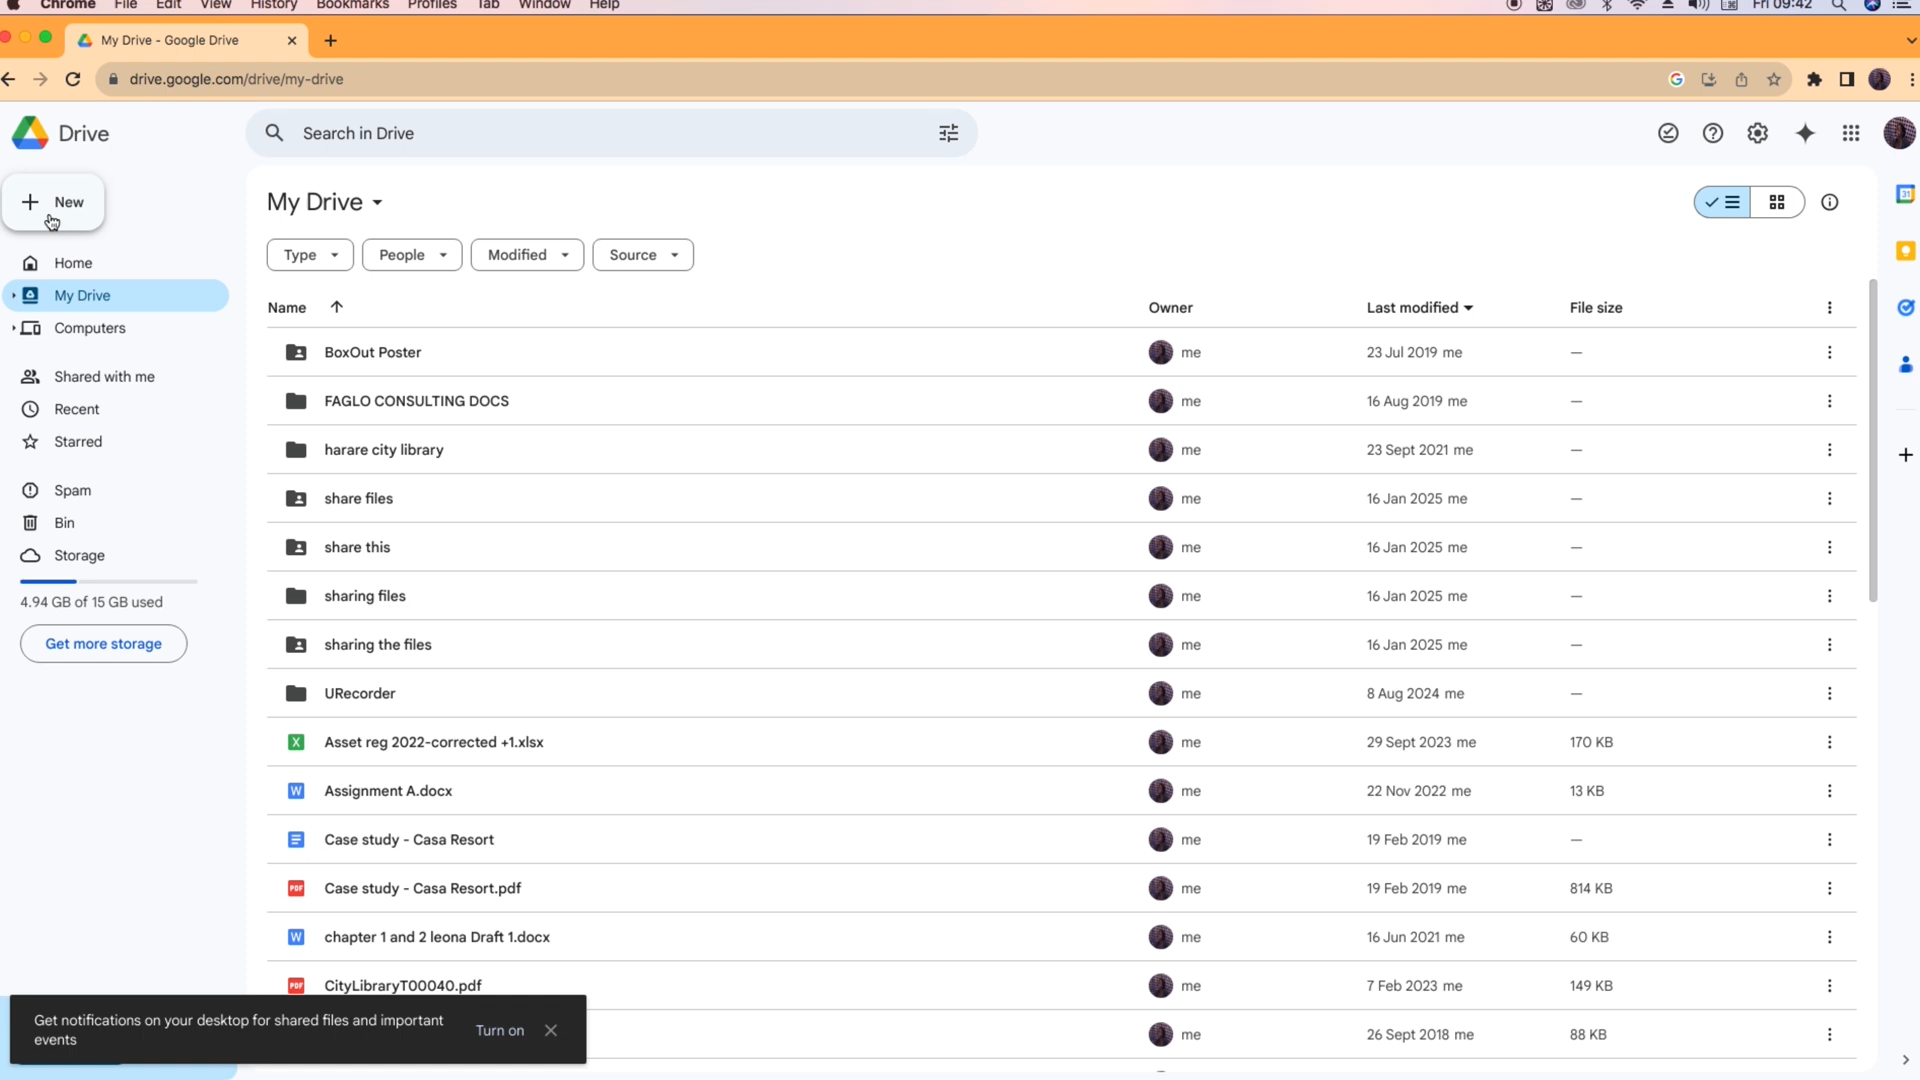 Chrome File Edit View History Bookmarks Profiles Tab Window Help Fri 09:42
My Drive - Google Drive
drive.google.com/drive/my-drive
Drive
Search in Drive
New
My Drive
Home
My Drive
Computers
Shared with me
Recent
Starred
Spam
Bin
Storage
4.94 GB of 15 GB used
Get more storage
Type People Modified Source
Name Owner Last modified File size
BoxOut Poster me 23 Jul 2019 me —
FAGLO CONSULTING DOCS me 16 Aug 2019 me —
harare city library me 23 Sept 2021 me —
share files me 16 Jan 2025 me —
share this me 16 Jan 2025 me —
sharing files me 16 Jan 2025 me —
sharing the files me 16 Jan 2025 me —
URecorder me 8 Aug 2024 me —
Asset reg 2022-corrected +1.xlsx me 29 Sept 2023 me 170 KB
Assignment A.docx me 22 Nov 2022 me 13 KB
Case study - Casa Resort me 19 Feb 2019 me —
Case study - Casa Resort.pdf me 19 Feb 2019 me 814 KB
chapter 1 and 2 leona Draft 1.docx me 16 Jun 2021 me 60 KB
CityLibraryT00040.pdf me 7 Feb 2023 me 149 KB
me 26 Sept 2018 me 88 KB
Get notifications on your desktop for shared files and important
events
Turn on